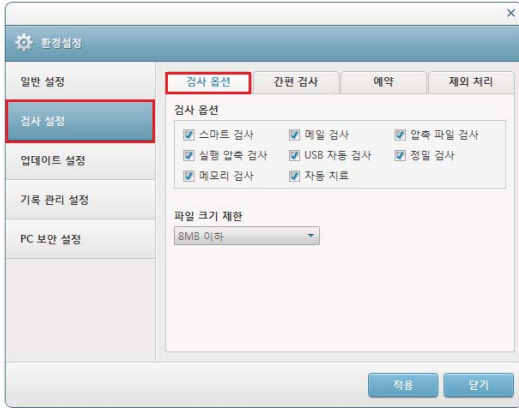 환경설정
일반 설정
검사 설정
업데이트 설정
기록 관리 설정
PC 보안 설정
검사 옵션 간편 검사 예약 제외 처리
검사 옵션
스마트 검사 메일 검사 압축 파일 검사
실행 압축 검사 USB 자동 검사 정밀 검사
메모리 검사 자동 치료
파일 크기 제한
8MB 이하
적용 닫기